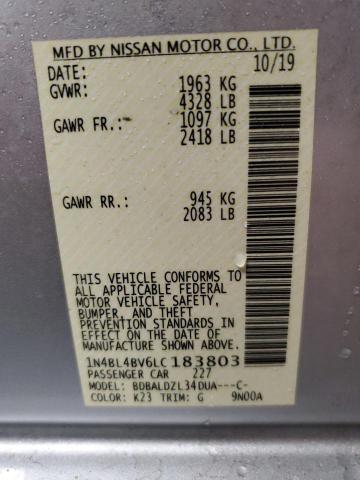 MFD BY NISSAN MOTOR CO., LTD.
DATE: 10/19
GVWR: 1963 KG
4328 LB
GAWR FR.: 1097 KG
2418 LB
GAWR RR.: 945 KG
2083 LB
THIS VEHICLE CONFORMS TO
ALL APPLICABLE FEDERAL
MOTOR VEHICLE SAFETY,
BUMPER, AND THEFT
PREVENTION STANDARDS
IN EFFECT ON THE DATE OF
MANUFACTURE SHOWN ABOVE.
1N4BL4BV6LC183803
PASSENGER CAR 227
MODEL: BDBALDZL34DUA---C-
COLOR: K23 TRIM: G 9N00A